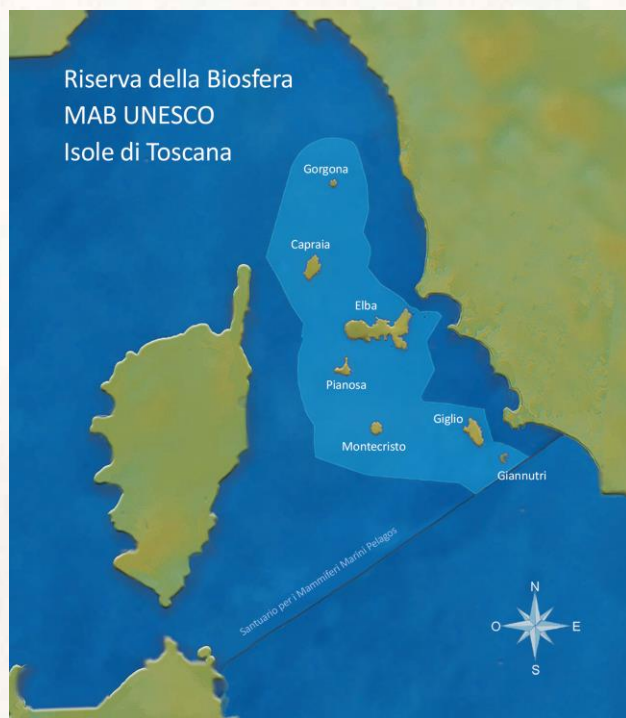 Riserva della Biosfera
MAB UNESCO
Isole di Toscana
Gorgona
Capraia
Elba
Pianosa
Giglio
Montecristo
Giannutri
Santuario per i Mammiferi Marini Pelagos
N
O E
S